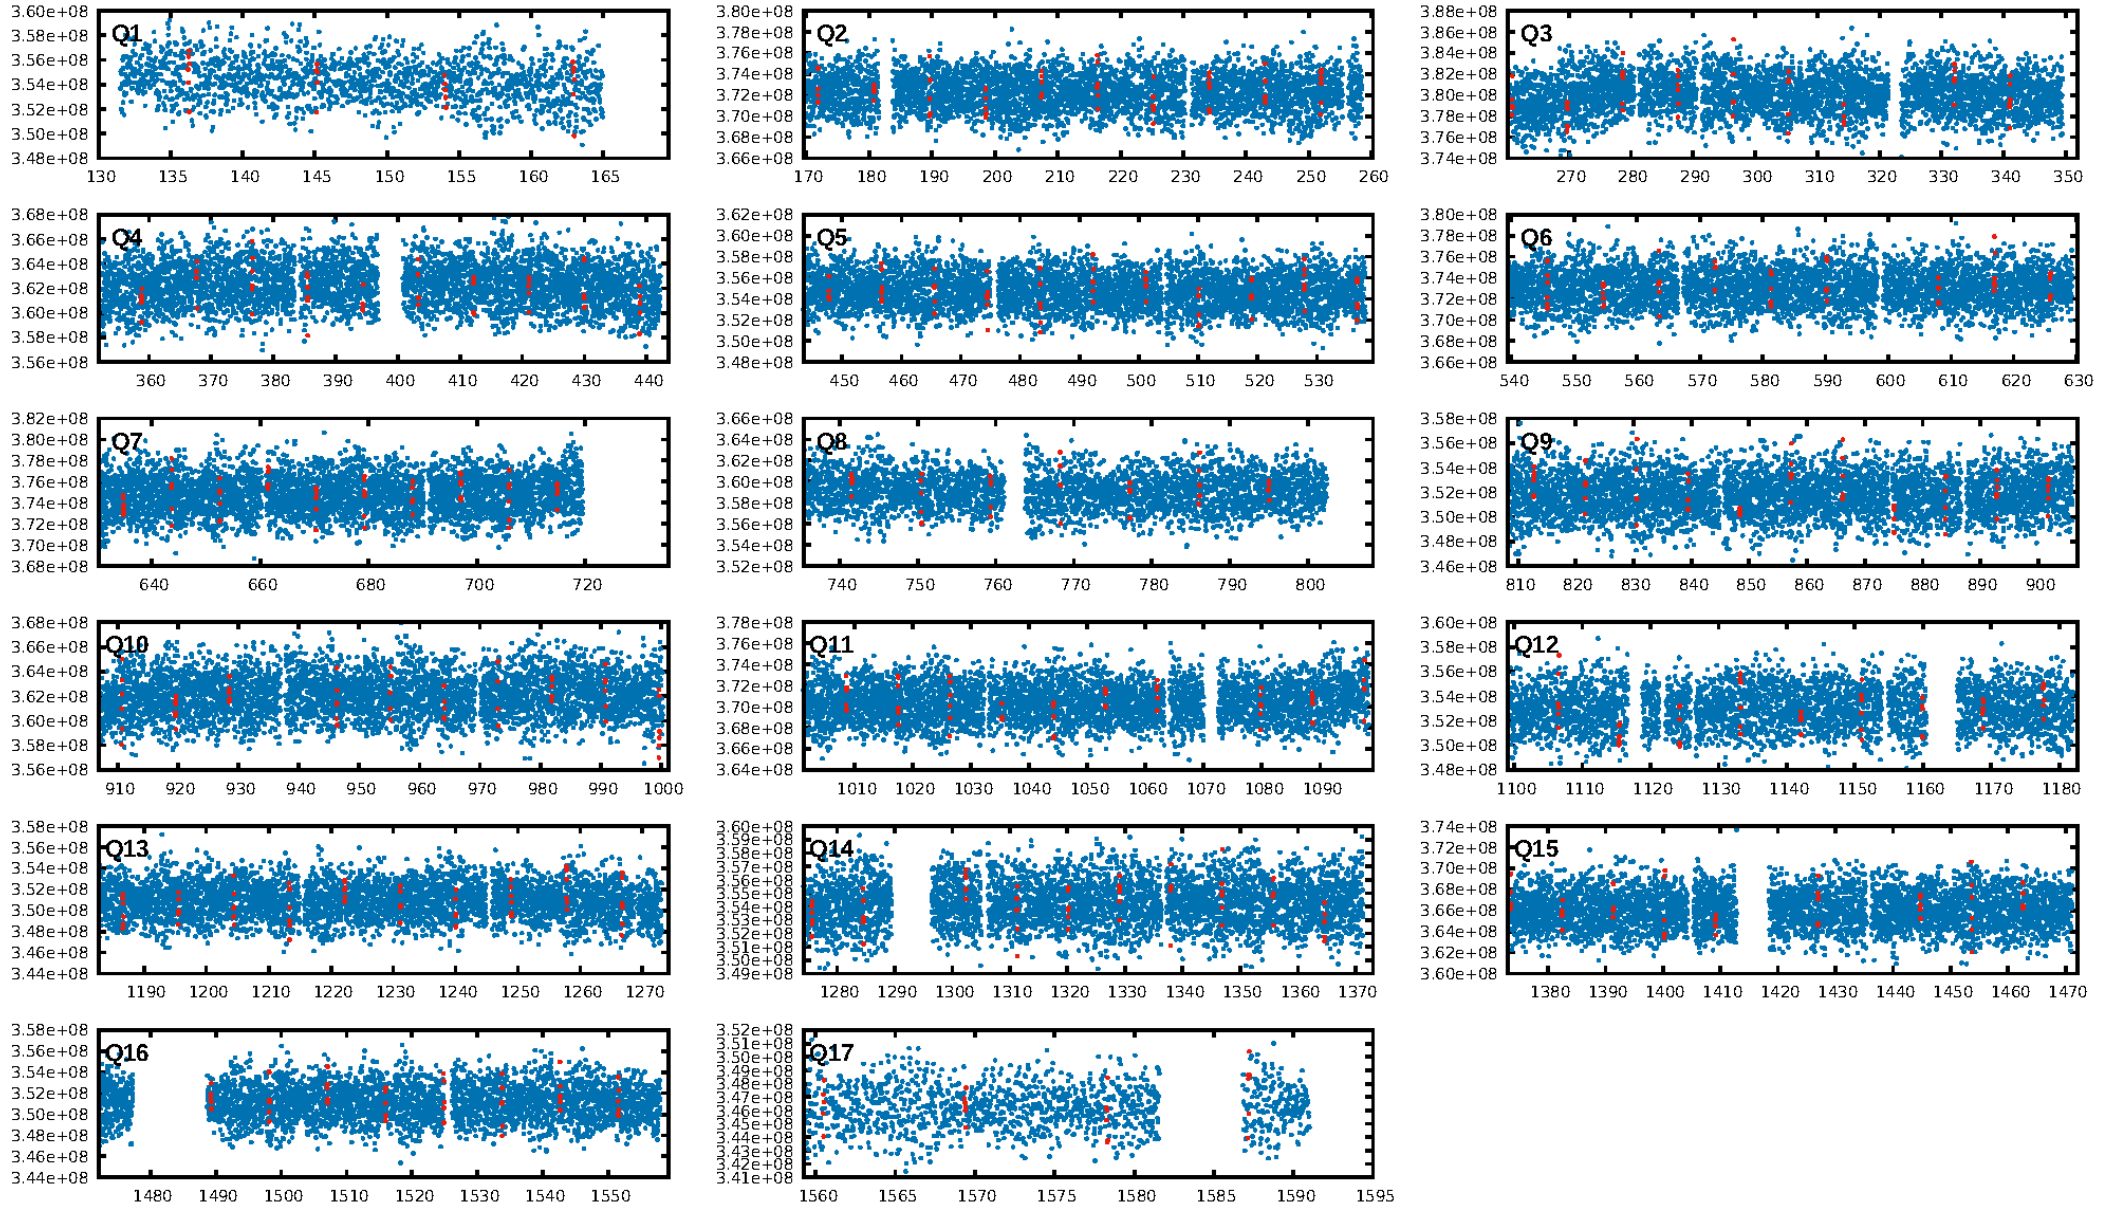 3.60e+08 3.58e+08 3.56e+08 3.54e+08 3.52e+08 3.50e+08 3.48e+08
Q1
130 135 140 145 150 155 160 165
3.80e+08 3.78e+08 3.76e+08 3.74e+08 3.72e+08 3.70e+08 3.68e+08 3.66e+08
Q2
170 180 190 200 210 220 230 240 250 260
3.88e+08 3.86e+08 3.84e+08 3.82e+08 3.80e+08 3.78e+08 3.76e+08 3.74e+08
Q3
270 280 290 300 310 320 330 340 350
3.68e+08 3.66e+08 3.64e+08 3.62e+08 3.60e+08 3.58e+08 3.56e+08
Q4
360 370 380 390 400 410 420 430 440
3.62e+08 3.60e+08 3.58e+08 3.56e+08 3.54e+08 3.52e+08 3.50e+08 3.48e+08
Q5
450 460 470 480 490 500 510 520 530
3.80e+08 3.78e+08 3.76e+08 3.74e+08 3.72e+08 3.70e+08 3.68e+08 3.66e+08
Q6
540 550 560 570 580 590 600 610 620 630
3.82e+08 3.80e+08 3.78e+08 3.76e+08 3.74e+08 3.72e+08 3.70e+08 3.68e+08
Q7
640 660 680 700 720
3.66e+08 3.64e+08 3.62e+08 3.60e+08 3.58e+08 3.56e+08 3.54e+08 3.52e+08
Q8
740 750 760 770 780 790 800
3.58e+08 3.56e+08 3.54e+08 3.52e+08 3.50e+08 3.48e+08 3.46e+08
Q9
810 820 830 840 850 860 870 880 890 900
3.68e+08 3.66e+08 3.64e+08 3.62e+08 3.60e+08 3.58e+08 3.56e+08
Q10
910 920 930 940 950 960 970 980 990 1000
3.78e+08 3.76e+08 3.74e+08 3.72e+08 3.70e+08 3.68e+08 3.66e+08 3.64e+08
Q11
1010 1020 1030 1040 1050 1060 1070 1080 1090
3.60e+08 3.58e+08 3.56e+08 3.54e+08 3.52e+08 3.50e+08 3.48e+08
Q12
1100 1110 1120 1130 1140 1150 1160 1170 1180
3.58e+08 3.56e+08 3.54e+08 3.52e+08 3.50e+08 3.48e+08 3.46e+08 3.44e+08
Q13
1190 1200 1210 1220 1230 1240 1250 1260 1270
3.60e+08 3.59e+08 3.58e+08 3.57e+08 3.56e+08 3.55e+08 3.54e+08 3.53e+08 3.52e+08 3.51e+08 3.50e+08 3.49e+08
Q14
1280 1290 1300 1310 1320 1330 1340 1350 1360 1370
3.74e+08 3.72e+08 3.70e+08 3.68e+08 3.66e+08 3.64e+08 3.62e+08 3.60e+08
Q15
1380 1390 1400 1410 1420 1430 1440 1450 1460 1470
3.58e+08 3.56e+08 3.54e+08 3.52e+08 3.50e+08 3.48e+08 3.46e+08 3.44e+08
Q16
1480 1490 1500 1510 1520 1530 1540 1550
3.52e+08 3.51e+08 3.50e+08 3.49e+08 3.48e+08 3.47e+08 3.46e+08 3.45e+08 3.44e+08 3.43e+08 3.42e+08 3.41e+08
Q17
1560 1565 1570 1575 1580 1585 1590 1595